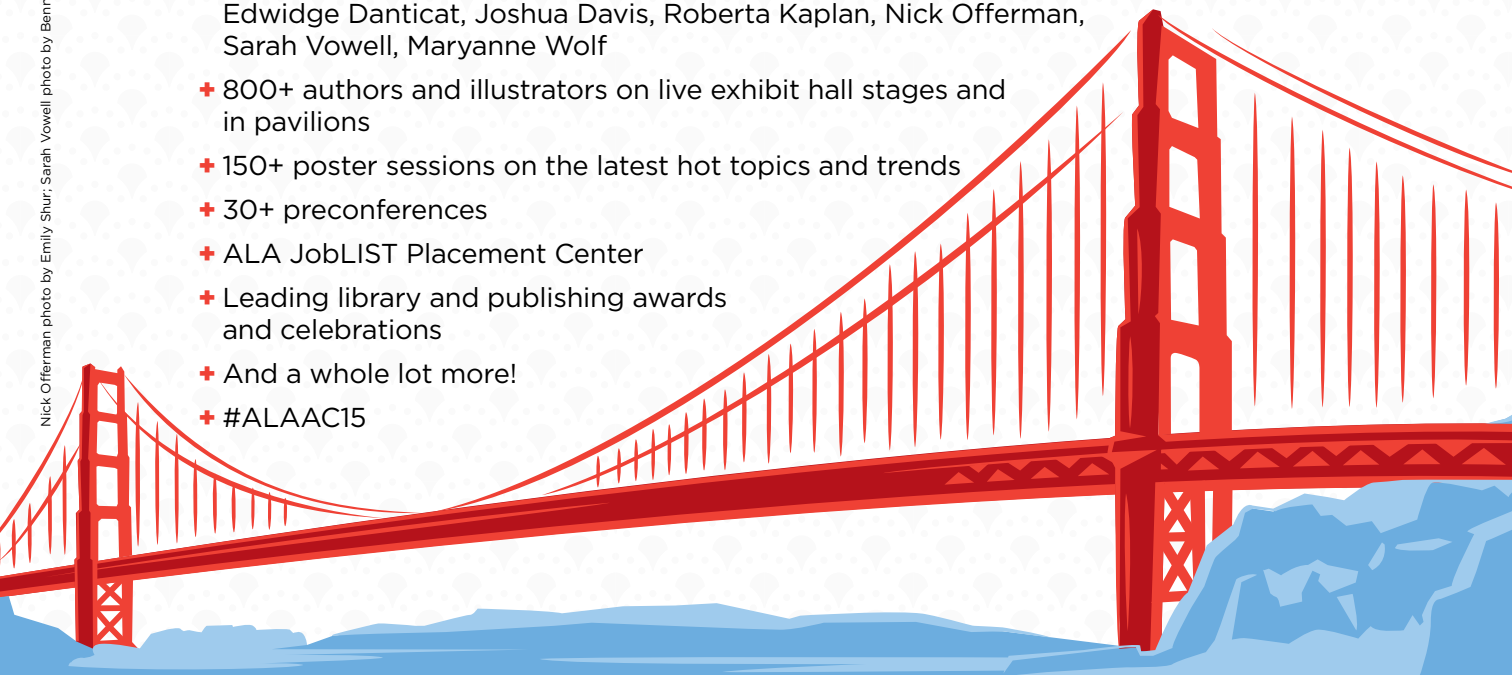 Edwidge Danticat, Joshua Davis, Roberta Kaplan, Nick Offerman,
Sarah Vowell, Maryanne Wolf
+ 800+ authors and illustrators on live exhibit hall stages and
in pavilions
+ 150+ poster sessions on the latest hot topics and trends
+ 30+ preconferences
+ ALA JobLIST Placement Center
+ Leading library and publishing awards
and celebrations
+ And a whole lot more!
+ #ALAAC15
Nick Offerman photo by Emily Shur; Sarah Vowell photo by